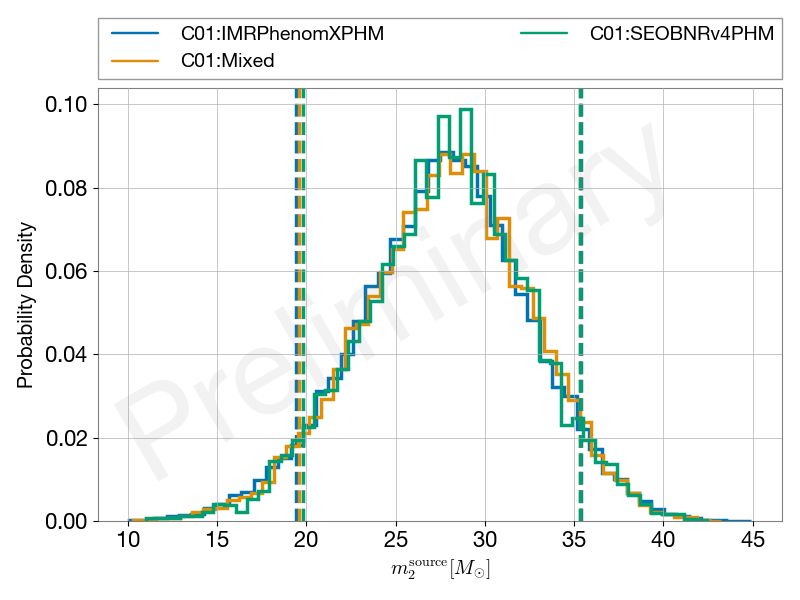 C01:IMRPhenomXPHM
C01:Mixed
C01:SEOBNRv4PHM
Preliminary
Probability Density
0.10
0.08
0.06
0.04
0.02
0.00
10 15 20 25 30 35 40 45
m₂^source [M⊙]